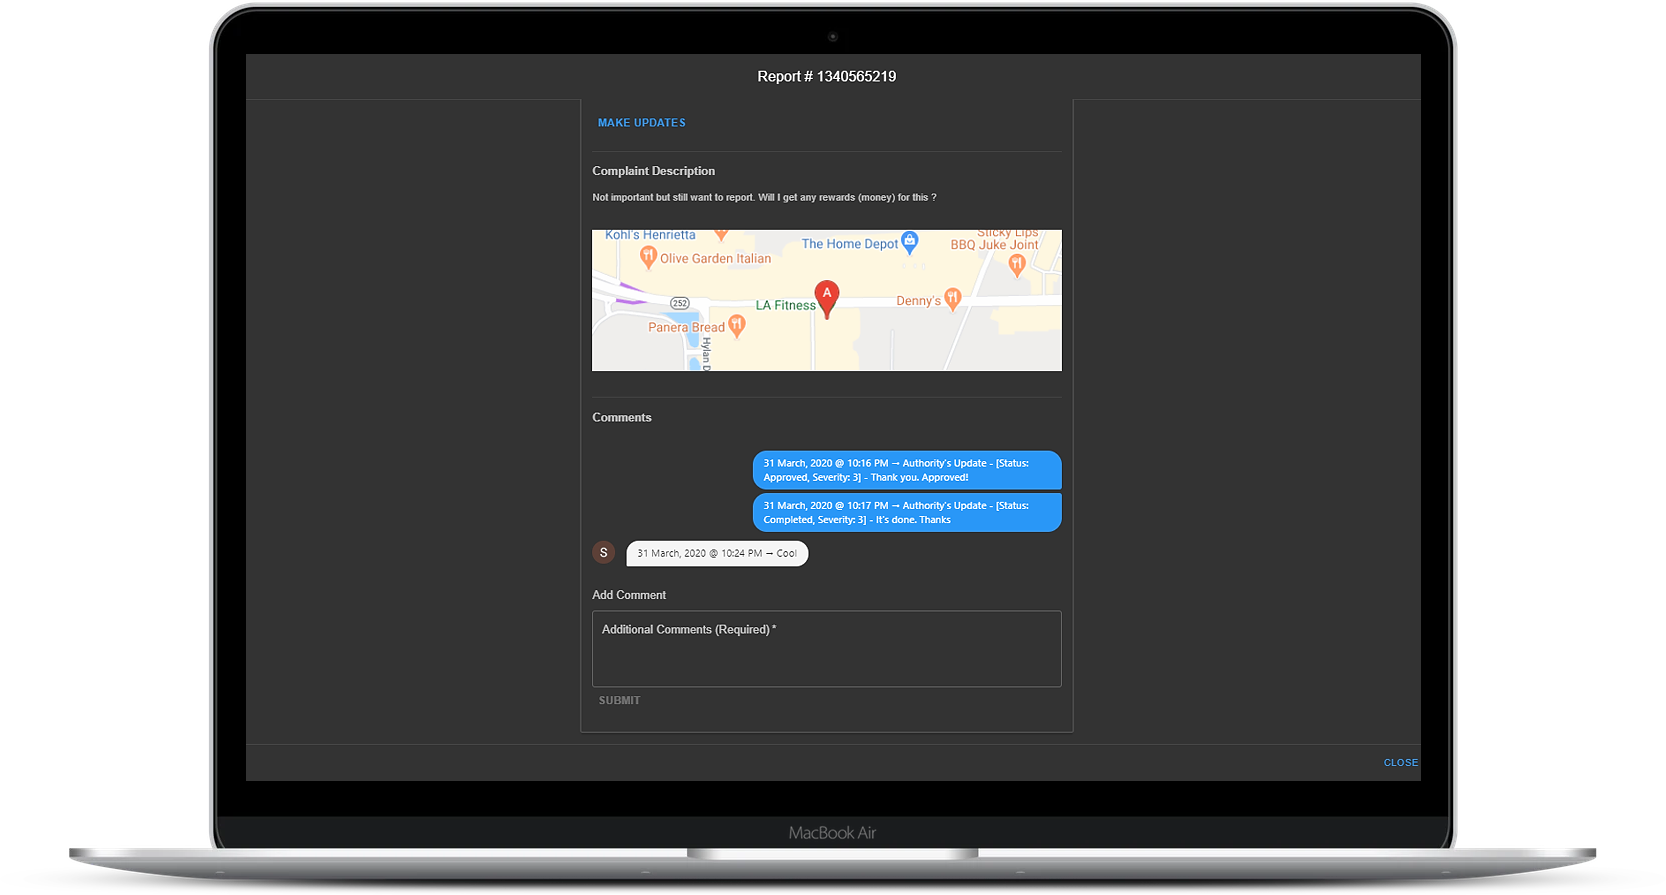 Report # 1340565219
MAKE UPDATES
Complaint Description
Not important but still want to report. Will I get any rewards (money) for this ?
Kohl's Henrietta
The Home Depot
Sticky Lips
BBQ Juke Joint
Olive Garden Italian
A
252
LA Fitness
Denny's
Panera Bread
Hylan D
Comments
31 March, 2020 @ 10:16 PM → Authority's Update - [Status:
Approved, Severity: 3] - Thank you. Approved!
31 March, 2020 @ 10:17 PM → Authority's Update - [Status:
Completed, Severity: 3] - It's done. Thanks
S
31 March, 2020 @ 10:24 PM → Cool
Add Comment
Additional Comments (Required) *
SUBMIT
CLOSE
MacBook Air